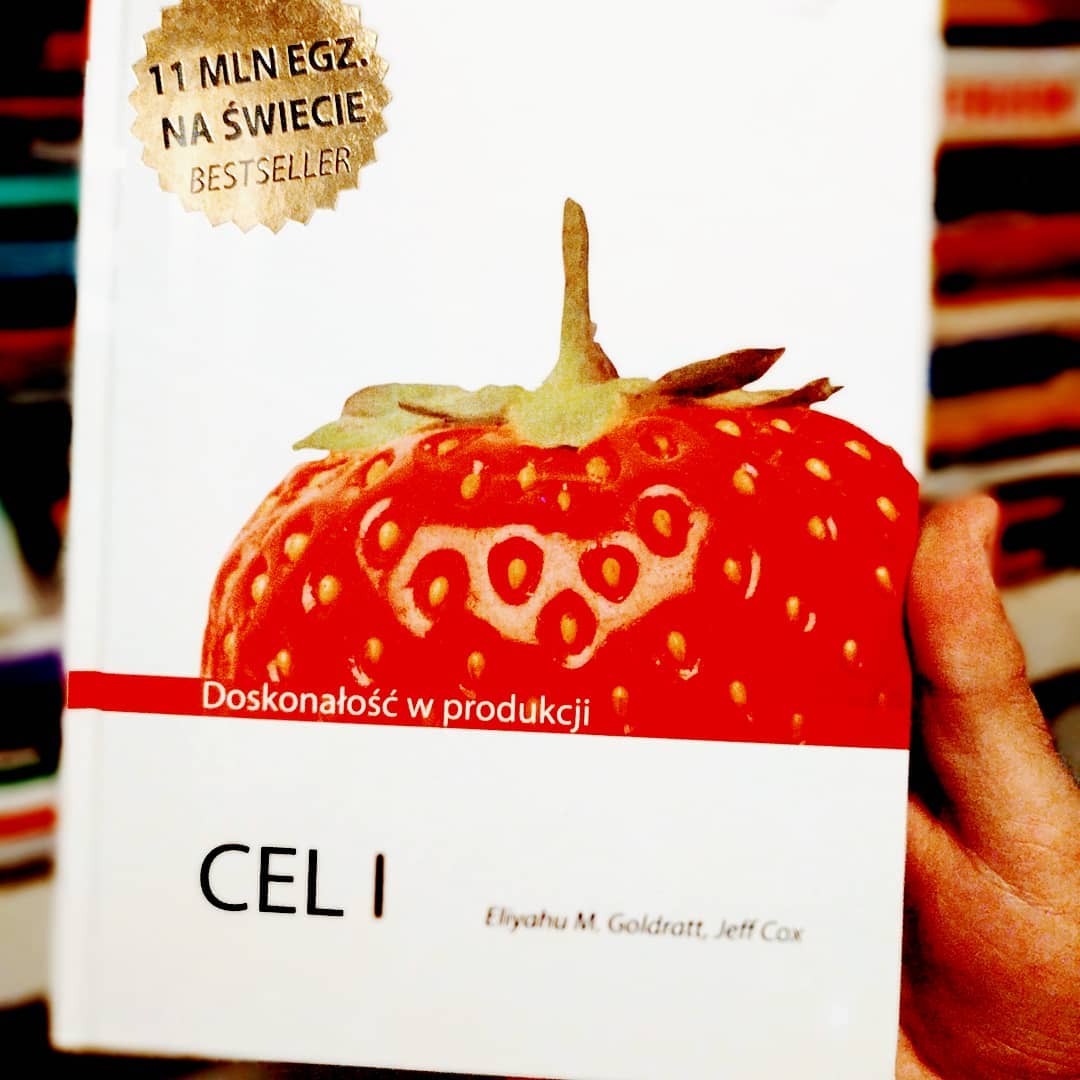 11 MLN EGZ.
NA ŚWIECIE
BESTSELLER
Doskonałość w produkcji
CEL I
Eliyahu M. Goldratt, Jeff Cox